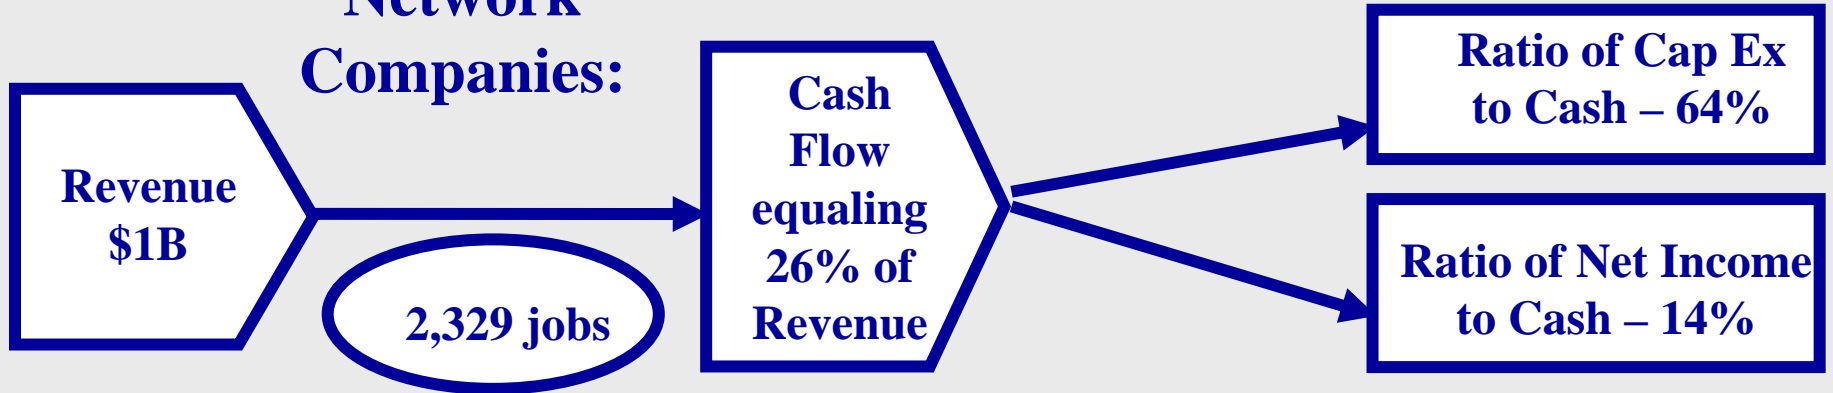 Network
Companies:
Revenue
$1B
2,329 jobs
Cash
Flow
equaling
26% of
Revenue
Ratio of Cap Ex
to Cash – 64%
Ratio of Net Income
to Cash – 14%